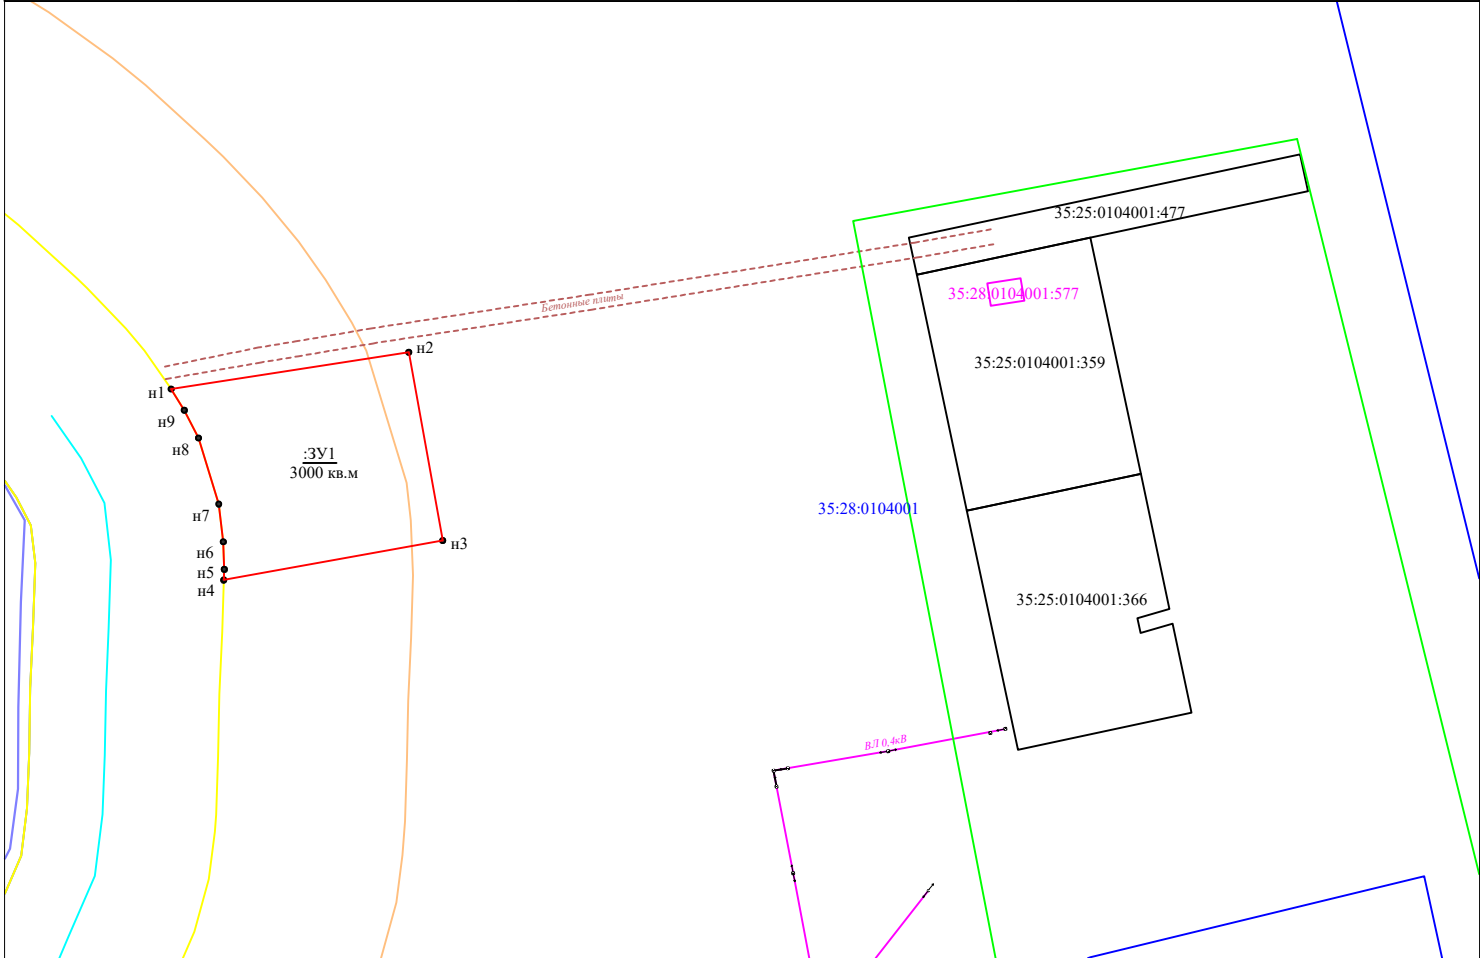 35:25:0104001:477
35:28:0104001:577
Бетонные плиты
н2
35:25:0104001:359
н1
н9
н8
:ЗУ1
3000 кв.м
35:28:0104001
н7
н3
н6
н5
н4
35:25:0104001:366
ВЛ 0,4кВ